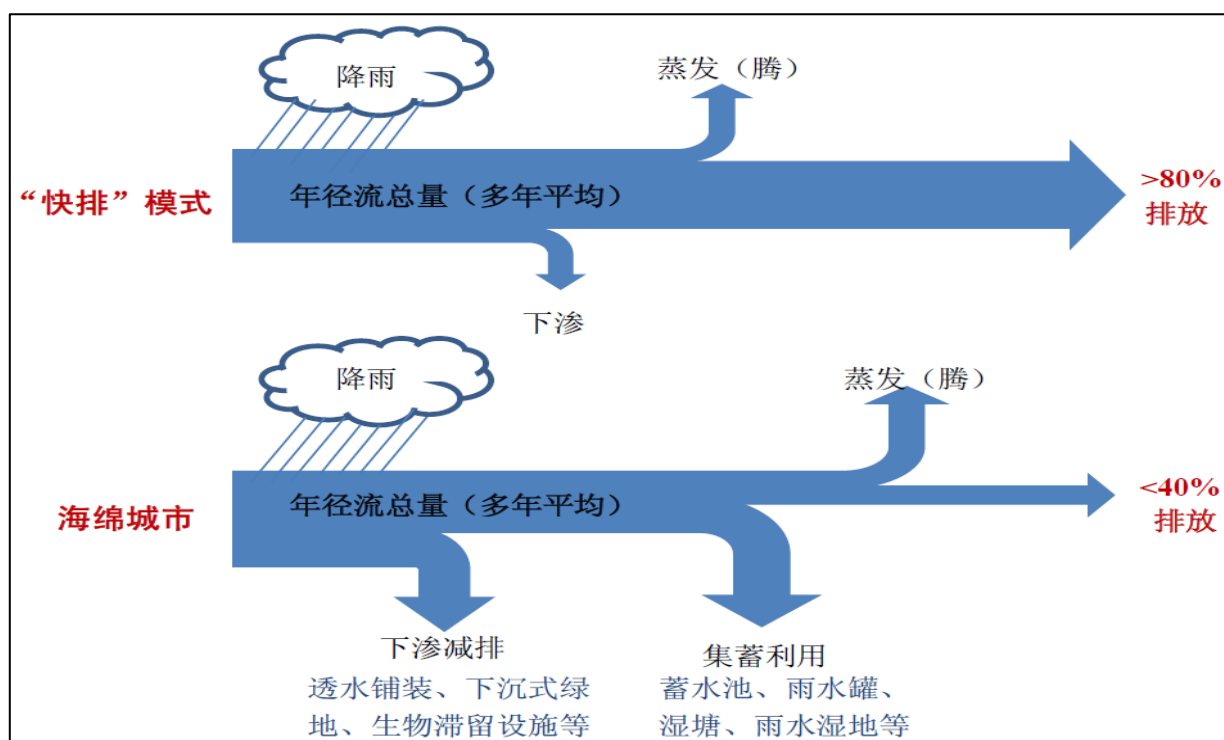 降雨
蒸发（腾）
“快排”模式
年径流总量（多年平均）
>80%
排放
下渗
降雨
蒸发（腾）
海绵城市
年径流总量（多年平均）
<40%
排放
下渗减排
透水铺装、下沉式绿
地、生物滞留设施等
集蓄利用
蓄水池、雨水罐、
湿塘、雨水湿地等